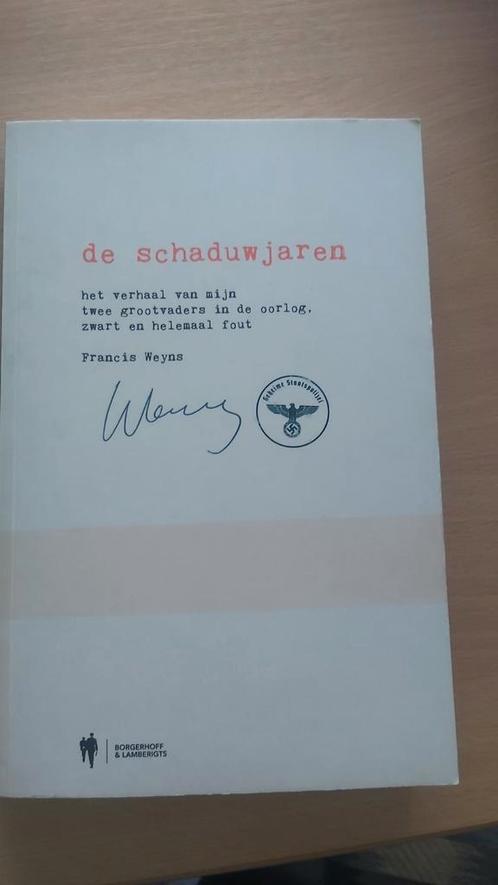 de schaduwjaren
het verhaal van mijn
twee grootvaders in de oorlog,
zwart en helemaal fout
Francis Weyns
Weyns
Geheime Staatspolizei
BORGERHOFF
& LAMBERIGTS